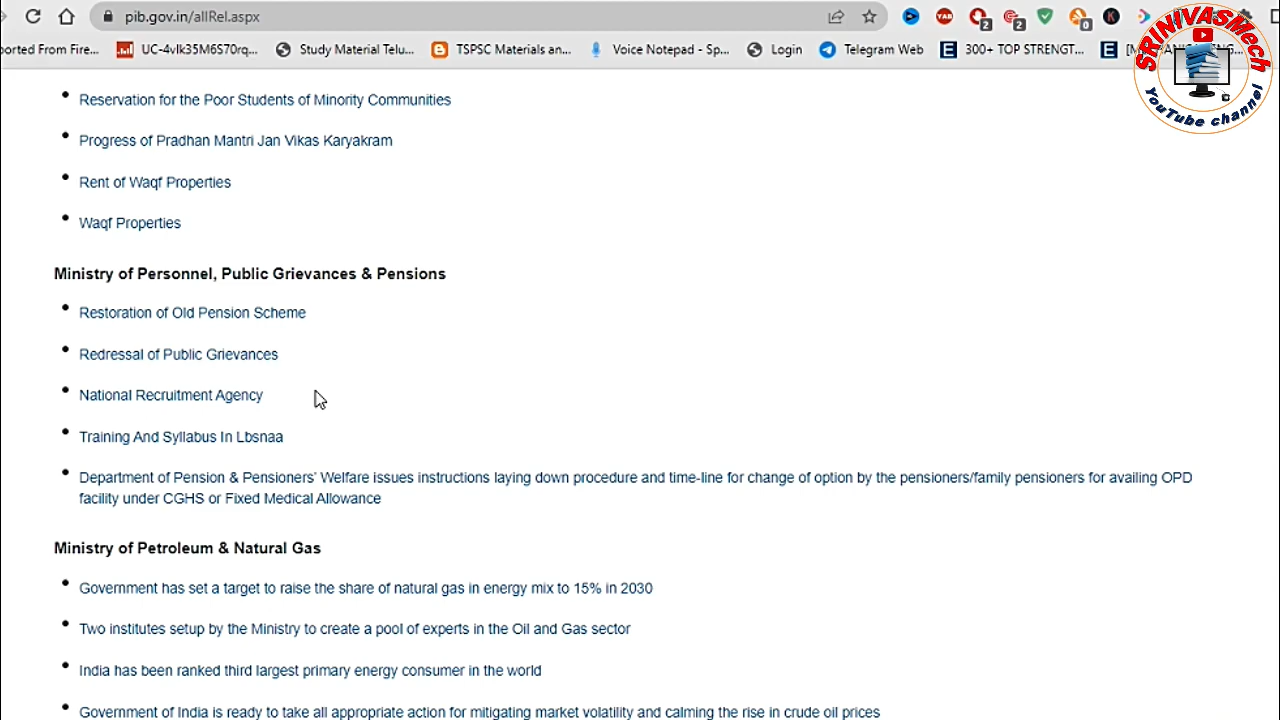 pib.gov.in/allRel.aspx
2
2
0
orted From Fire...
UC-4vlk35M6S70rq...
Study Material Telu...
TSPSC Materials an...
Voice Notepad - Sp...
Login
Telegram Web
300+ TOP STRENGT...
SRINIVASMech
YouTube channel
Reservation for the Poor Students of Minority Communities
Progress of Pradhan Mantri Jan Vikas Karyakram
Rent of Waqf Properties
Waqf Properties
Ministry of Personnel, Public Grievances & Pensions
Restoration of Old Pension Scheme
Redressal of Public Grievances
National Recruitment Agency
Training And Syllabus In Lbsnaa
Department of Pension & Pensioners' Welfare issues instructions laying down procedure and time-line for change of option by the pensioners/family pensioners for availing OPD
facility under CGHS or Fixed Medical Allowance
Ministry of Petroleum & Natural Gas
Government has set a target to raise the share of natural gas in energy mix to 15% in 2030
Two institutes setup by the Ministry to create a pool of experts in the Oil and Gas sector
India has been ranked third largest primary energy consumer in the world
Government of India is ready to take all appropriate action for mitigating market volatility and calming the rise in crude oil prices